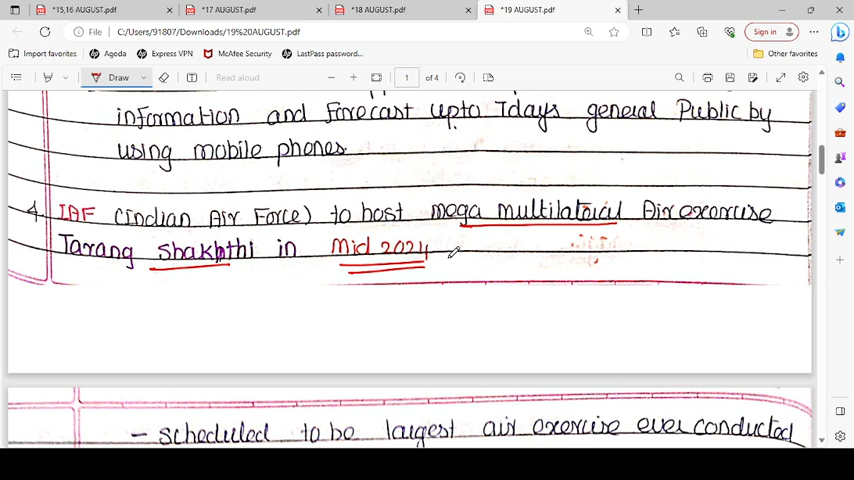 *15,16 AUGUST.pdf
*17 AUGUST.pdf
*18 AUGUST.pdf
*19 AUGUST.pdf
File
C:/Users/91807/Downloads/19%20AUGUST.pdf
Sign in
Import favorites
Agoda
Express VPN
McAfee Security
LastPass password...
Other favorites
Draw
Read aloud
1
of 4
information and Forecast upto 7days general Public by
using mobile phones.
4. IAF (Indian Air Force) to host mega multilataical Air exercise
Tarang Shakhthi in Mid 2024
- scheduled to be largest air exercise ever conducted